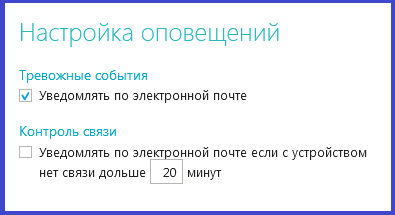 Настройка оповещений
Тревожные события
Уведомлять по электронной почте
Контроль связи
Уведомлять по электронной почте если с устройством
нет связи дольше 20 минут